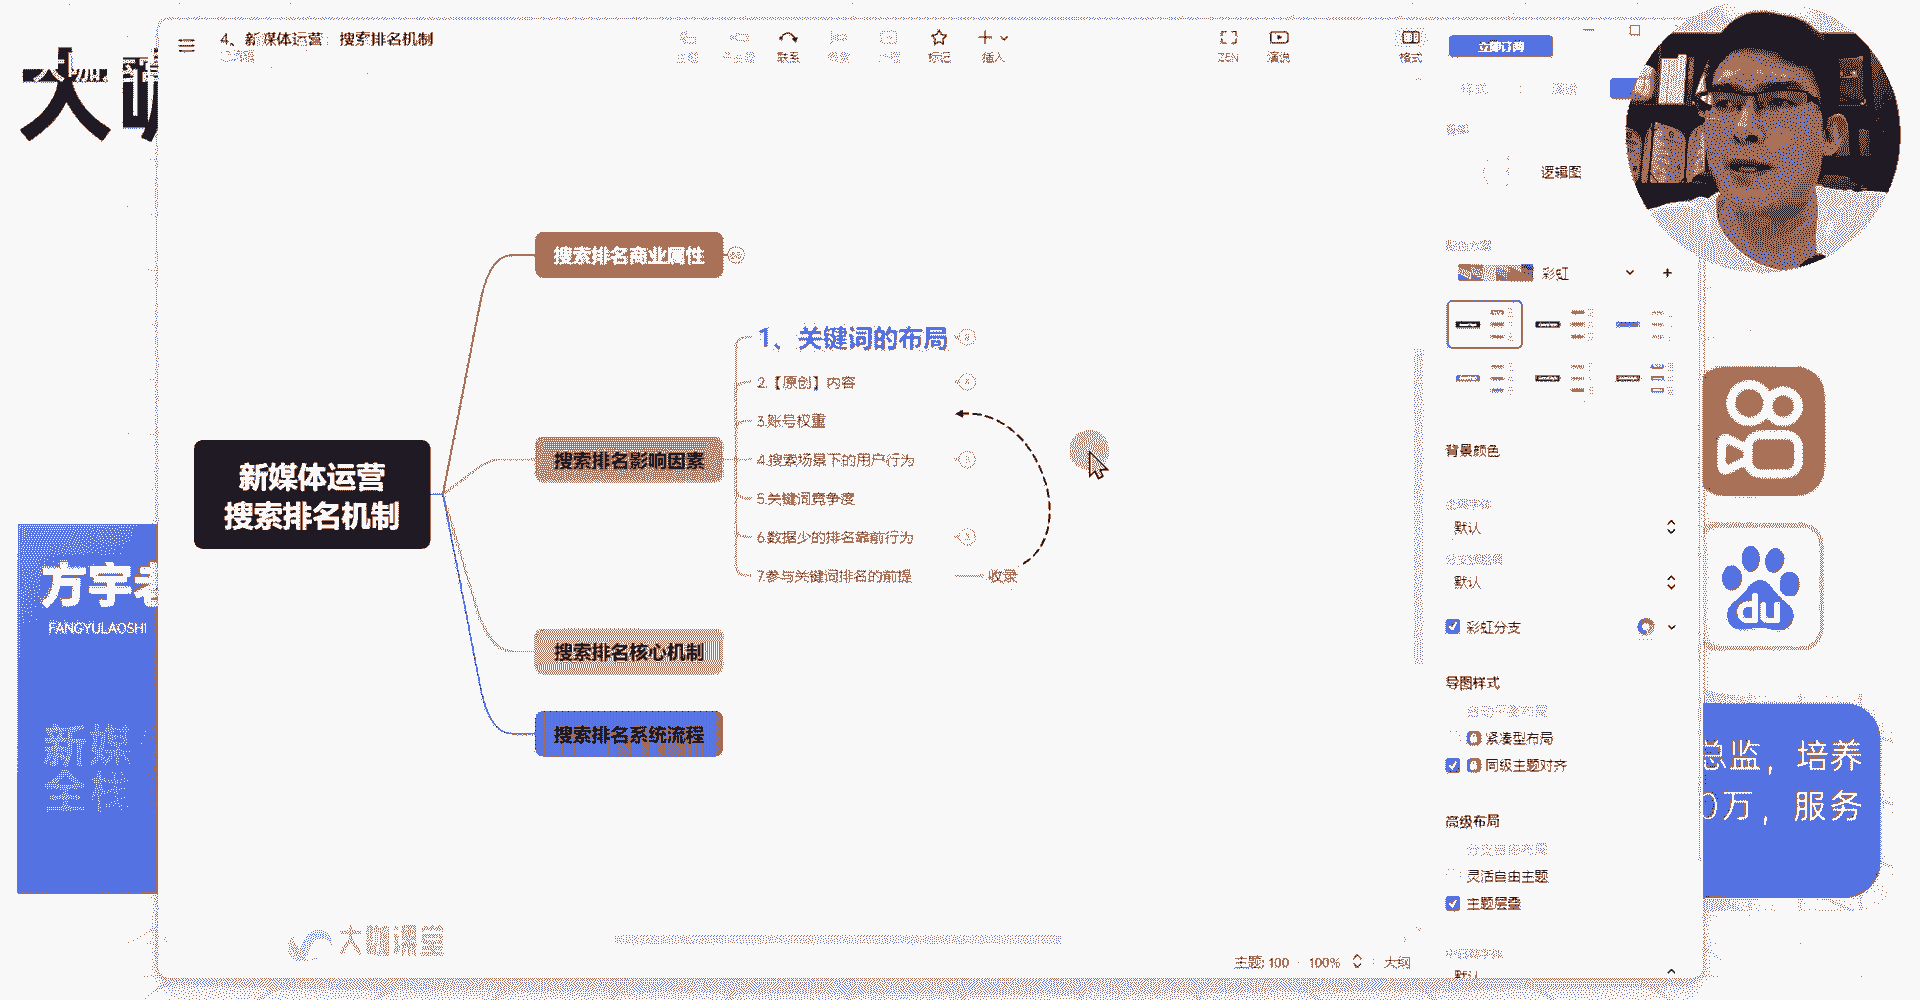 4、新媒体运营 搜索排名机制
联系
标记
插入
ZEN
演说
格式
立即订阅
逻辑图
彩虹
搜索排名商业属性
1、关键词的布局
2.【原创】内容
3.账号权重
搜索排名影响因素
4.搜索场景下的用户行为
新媒体运营
搜索排名机制
5.关键词竞争度
6.数据少的排名靠前行为
7.参与关键词排名的前提
收录
搜索排名核心机制
搜索排名系统流程
背景颜色
默认
默认
彩虹分支
导图样式
紧凑型布局
同级主题对齐
高级布局
灵活自由主题
主题层叠
默认
方宇老
FANGYULAOSHI
新媒
全栈
du
总监，培养
0万，服务
大咖课堂
主题: 100
100%
大纲